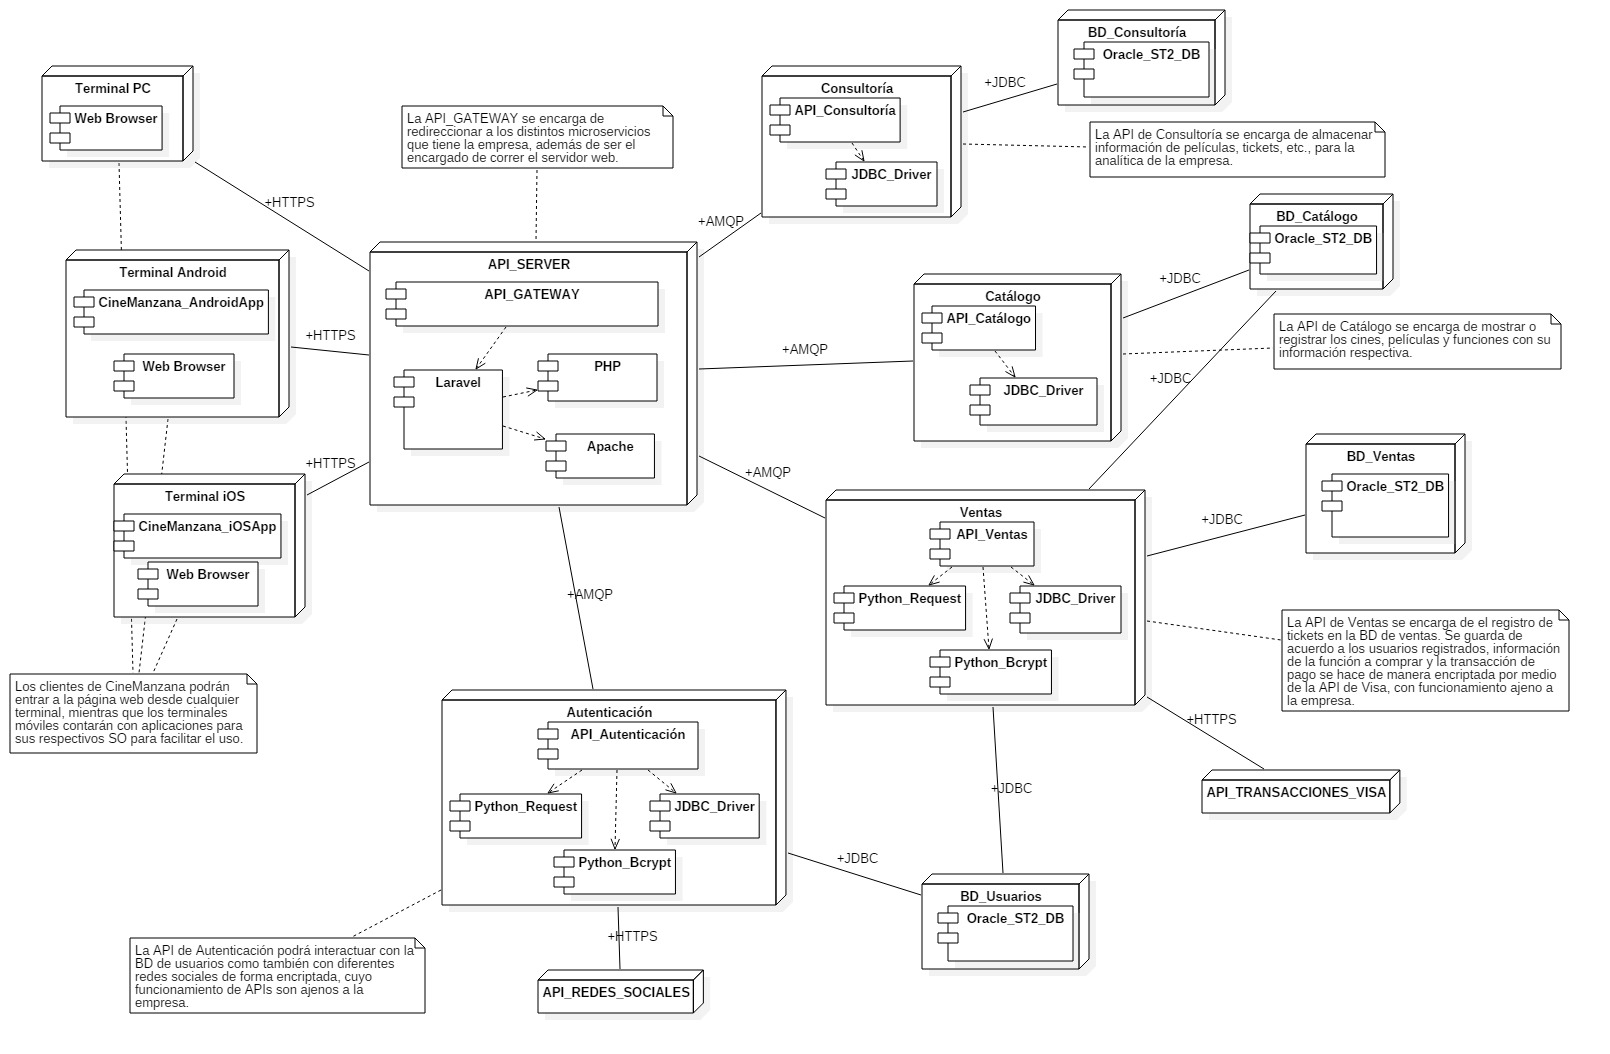 BD_Consultoría
Oracle_ST2_DB
+JDBC
Terminal PC
Web Browser
Consultoría
API_Consultoría
JDBC_Driver
La API_GATEWAY se encarga de
redireccionar a los distintos microservicios
que tiene la empresa, además de ser el
encargado de correr el servidor web.
La API de Consultoría se encarga de almacenar
información de películas, tickets, etc., para la
analítica de la empresa.
+HTTPS
+AMQP
BD_Catálogo
Oracle_ST2_DB
+JDBC
Terminal Android
CineManzana_AndroidApp
Web Browser
+HTTPS
API_SERVER
API_GATEWAY
Laravel
PHP
Apache
+AMQP
Catálogo
API_Catálogo
JDBC_Driver
La API de Catálogo se encarga de mostrar o
registrar los cines, películas y funciones con su
información respectiva.
+JDBC
+HTTPS
+AMQP
Terminal iOS
CineManzana_iOSApp
Web Browser
BD_Ventas
Oracle_ST2_DB
+JDBC
Ventas
API_Ventas
Python_Request
JDBC_Driver
Python_Bcrypt
+AMQP
La API de Ventas se encarga de el registro de
tickets en la BD de ventas. Se guarda de
acuerdo a los usuarios registrados, información
de la función a comprar y la transacción de
pago se hace de manera encriptada por medio
de la API de Visa, con funcionamiento ajeno a
la empresa.
Los clientes de CineManzana podrán
entrar a la página web desde cualquier
terminal, mientras que los terminales
móviles contarán con aplicaciones para
sus respectivos SO para facilitar el uso.
+HTTPS
API_TRANSACCIONES_VISA
+JDBC
Autenticación
API_Autenticación
Python_Request
JDBC_Driver
Python_Bcrypt
+JDBC
BD_Usuarios
Oracle_ST2_DB
+HTTPS
La API de Autenticación podrá interactuar con la
BD de usuarios como también con diferentes
redes sociales de forma encriptada, cuyo
funcionamiento de APIs son ajenos a la
empresa.
API_REDES_SOCIALES